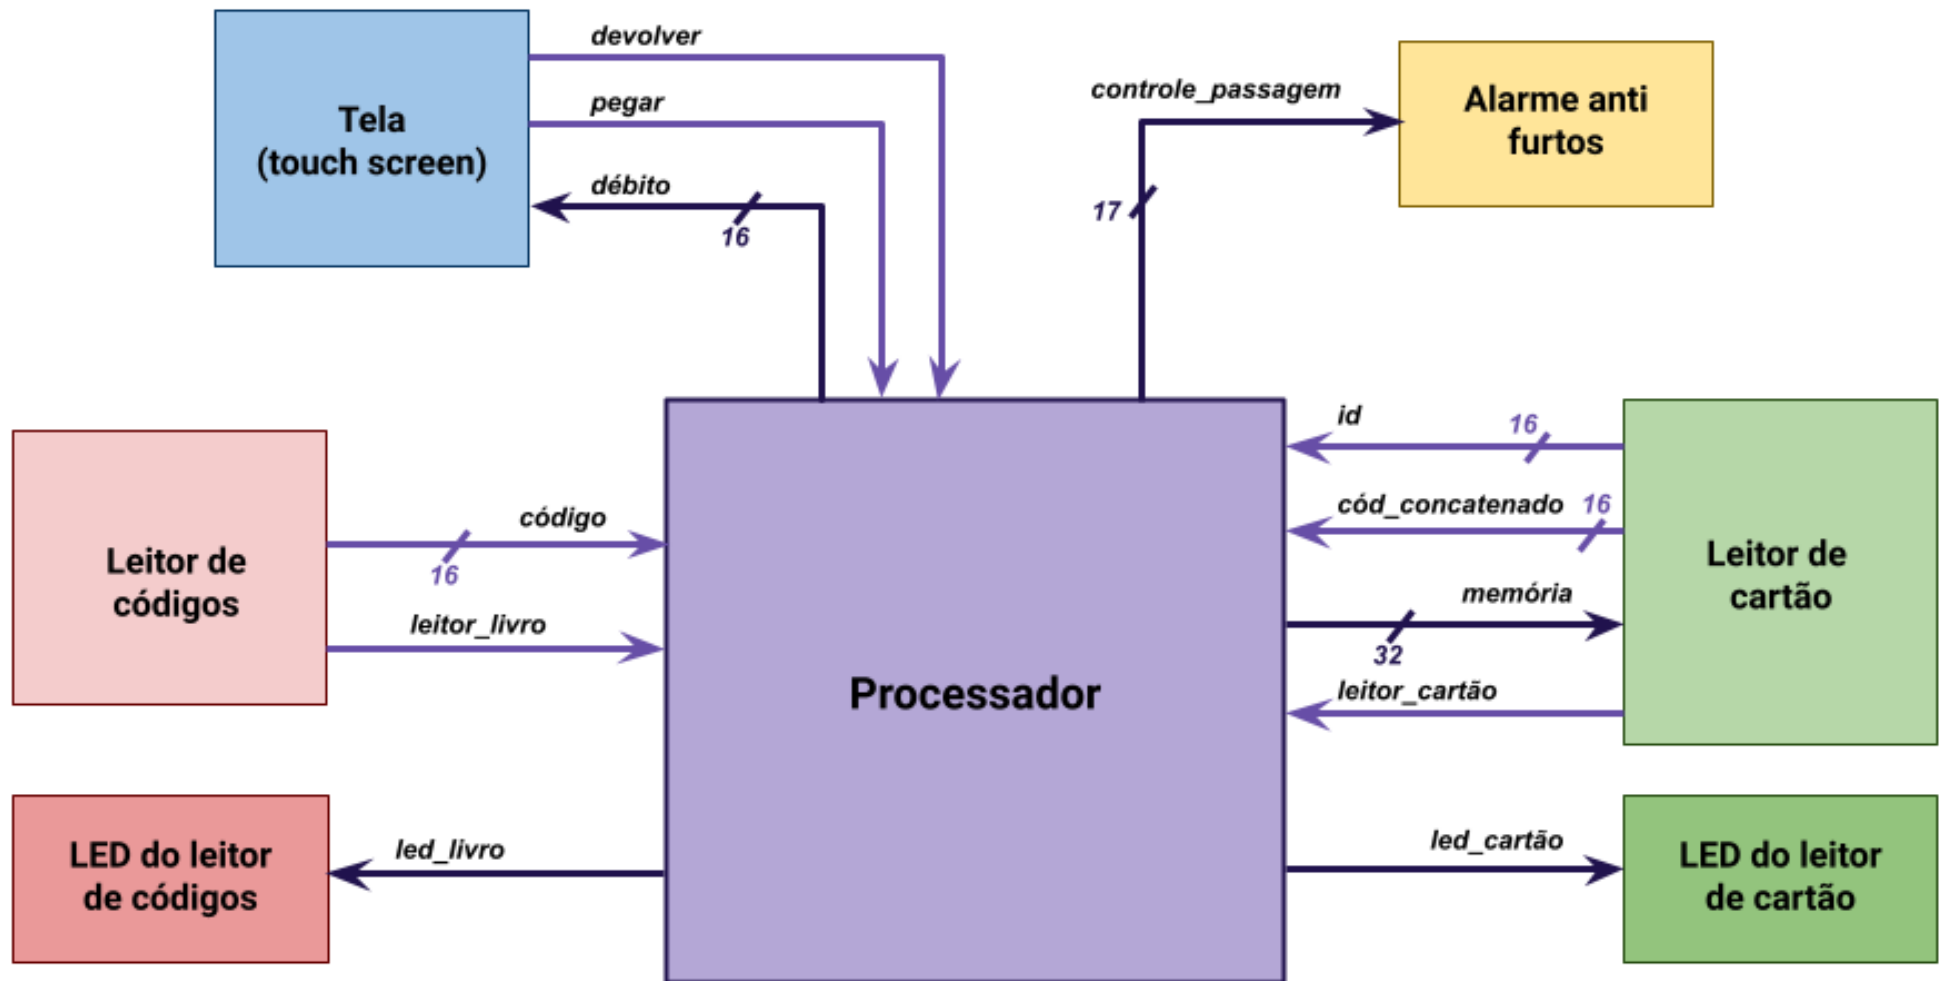 devolver
pegar
débito
16
Tela
(touch screen)
controle_passagem
17
Alarme anti
furtos
código
16
leitor_livro
Leitor de
códigos
Processador
id
16
cód_concatenado
16
memória
32
leitor_cartão
Leitor de
cartão
LED do leitor
de códigos
led_livro
led_cartão
LED do leitor
de cartão